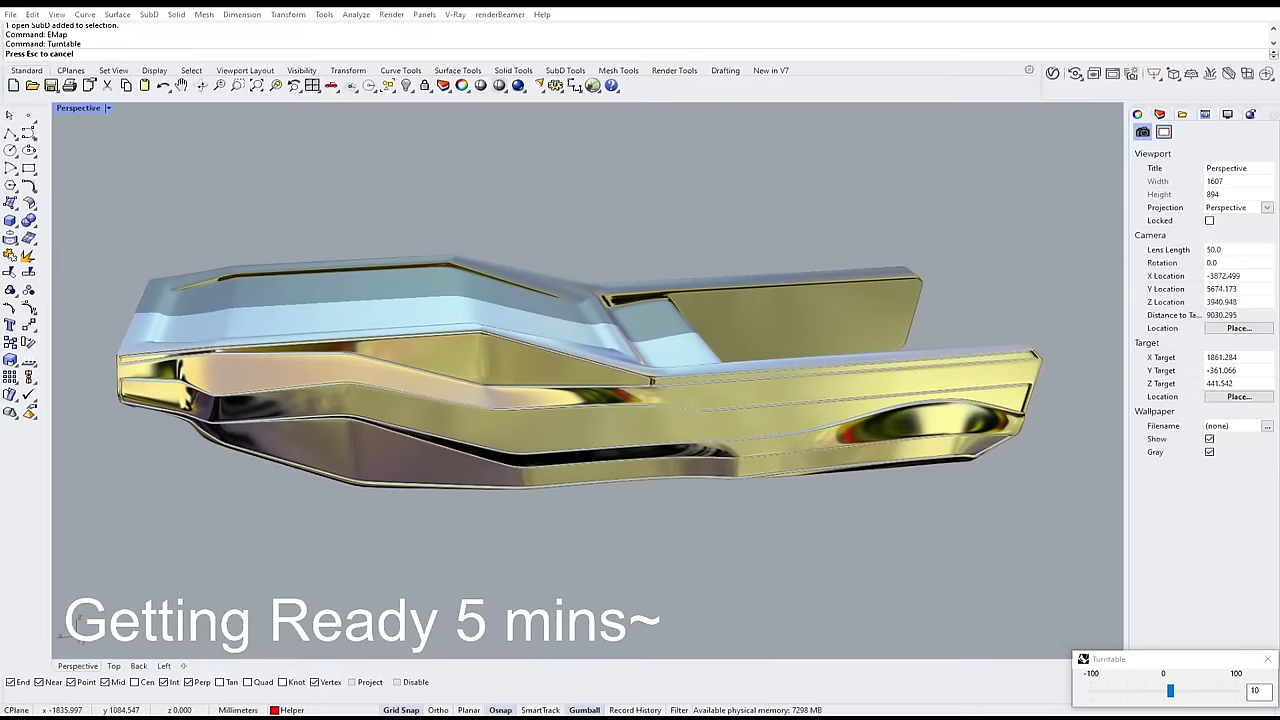 File Edit View Curve Surface SubD Solid Mesh Dimension Transform Tools Analyze Render Panels V-Ray renderBeamer Help
1 open SubD added to selection.
Command: EMap
Command: Turntable
Press Esc to cancel
Standard CPlanes Set View Display Select Viewport Layout Visibility Transform Curve Tools Surface Tools Solid Tools SubD Tools Mesh Tools Render Tools Drafting New in V7
Perspective
Viewport
Title Perspective
Width 1607
Height 894
Projection Perspective
Locked
Camera
Lens Length 50.0
Rotation 0.0
X Location -3872.499
Y Location 5674.173
Z Location 3940.948
Distance to Ta... 9030.295
Location Place...
Target
X Target 1861.284
Y Target -361.066
Z Target 441.542
Location Place...
Wallpaper
Filename (none) ...
Show
Gray
Getting Ready 5 mins~
Perspective Top Back Left
Turntable
-100 0 100
10
End Near Point Mid Cen Int Perp Tan Quad Knot Vertex Project Disable
CPlane x -1835.997 y 1084.547 z 0.000 Millimeters Helper Grid Snap Ortho Planar Osnap SmartTrack Gumball Record History Filter Available physical memory: 7298 MB